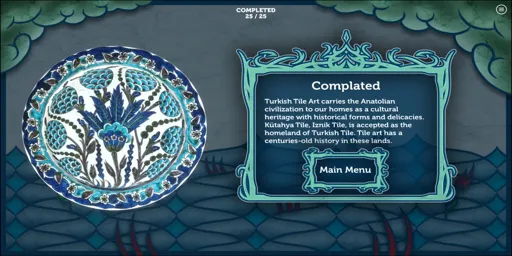 COMPLETED
25 / 25
Complated
Turkish Tile Art carries the Anatolian
civilization to our homes as a cultural
heritage with historical forms and delicacies.
Kütahya Tile, Iznik Tile, is accepted as the
homeland of Turkish Tile. Tile art has a
centuries-old history in these lands.
Main Menu